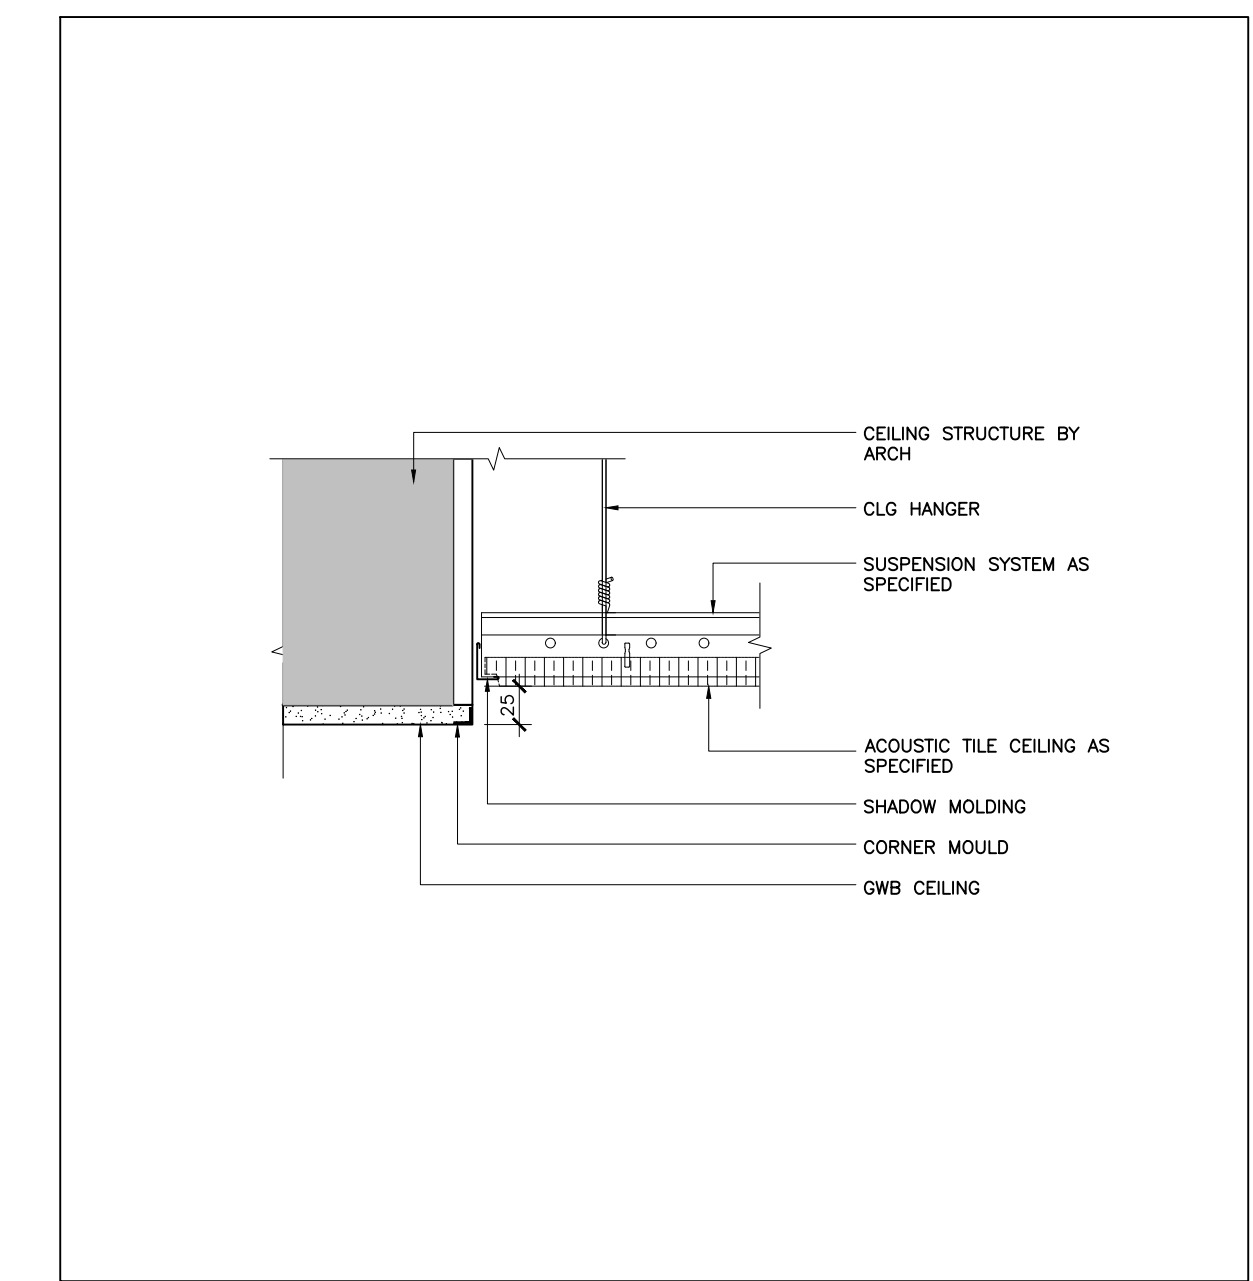 CEILING STRUCTURE BY
ARCH
CLG HANGER
SUSPENSION SYSTEM AS
SPECIFIED
25
ACOUSTIC TILE CEILING AS
SPECIFIED
SHADOW MOLDING
CORNER MOULD
GWB CEILING